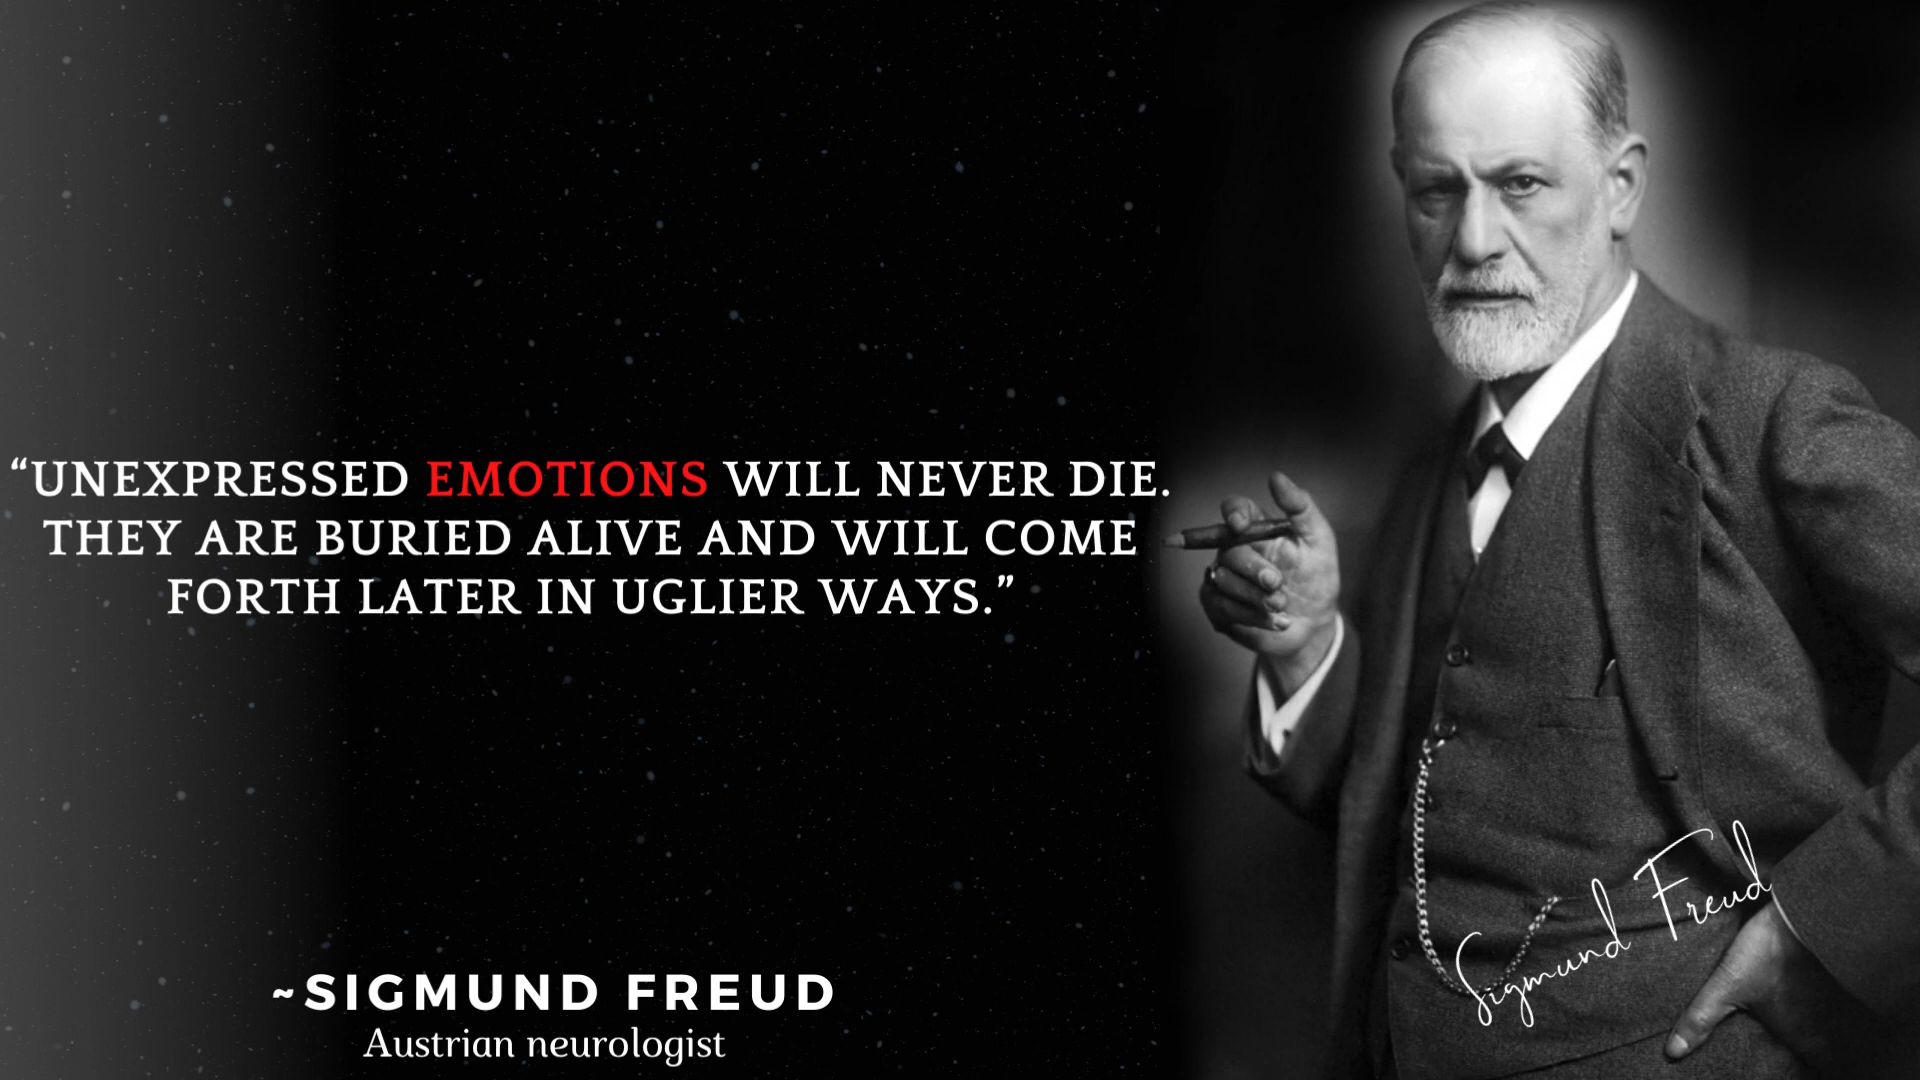 “UNEXPRESSED EMOTIONS WILL NEVER DIE.
THEY ARE BURIED ALIVE AND WILL COME
FORTH LATER IN UGLIER WAYS.”
Sigmund Freud
~SIGMUND FREUD
Austrian neurologist